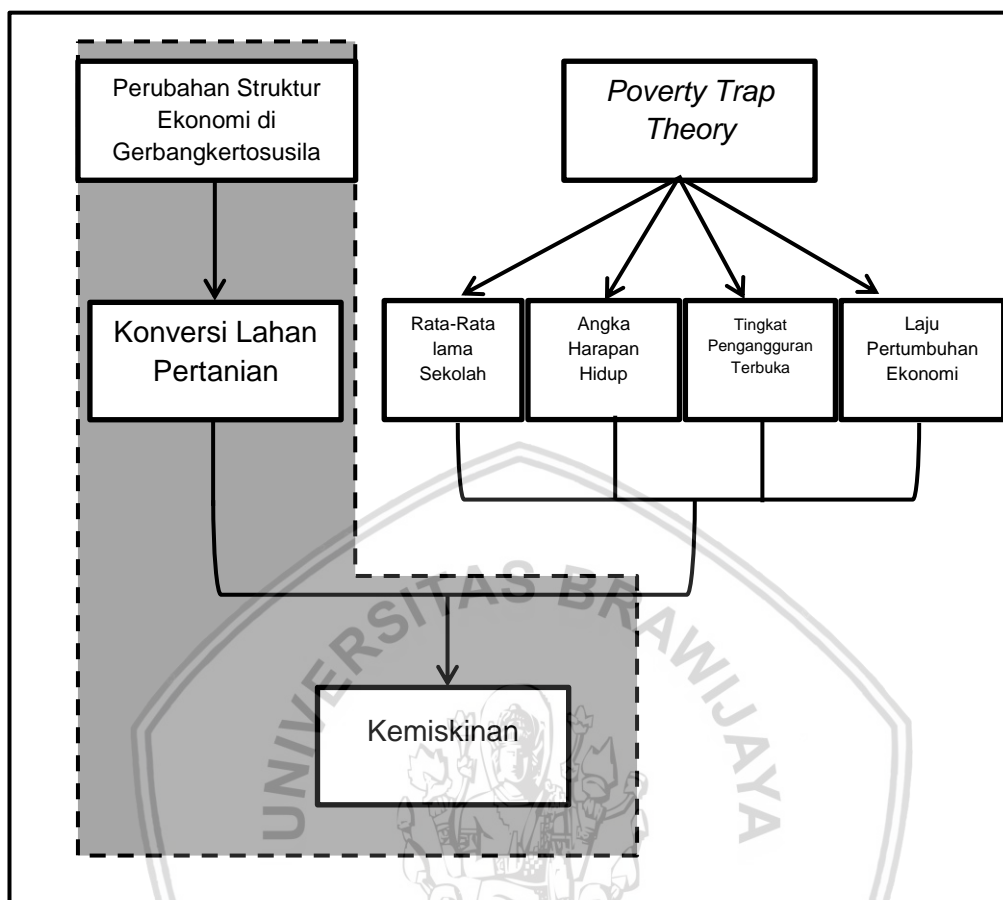 Perubahan Struktur
Ekonomi di
Gerbangkertosusila
Poverty Trap
Theory
Konversi Lahan
Pertanian
Rata-Rata
lama
Sekolah
Angka
Harapan
Hidup
Tingkat
Pengangguran
Terbuka
Laju
Pertumbuhan
Ekonomi
UNIVERSITAS BRAWIJAYA
Kemiskinan